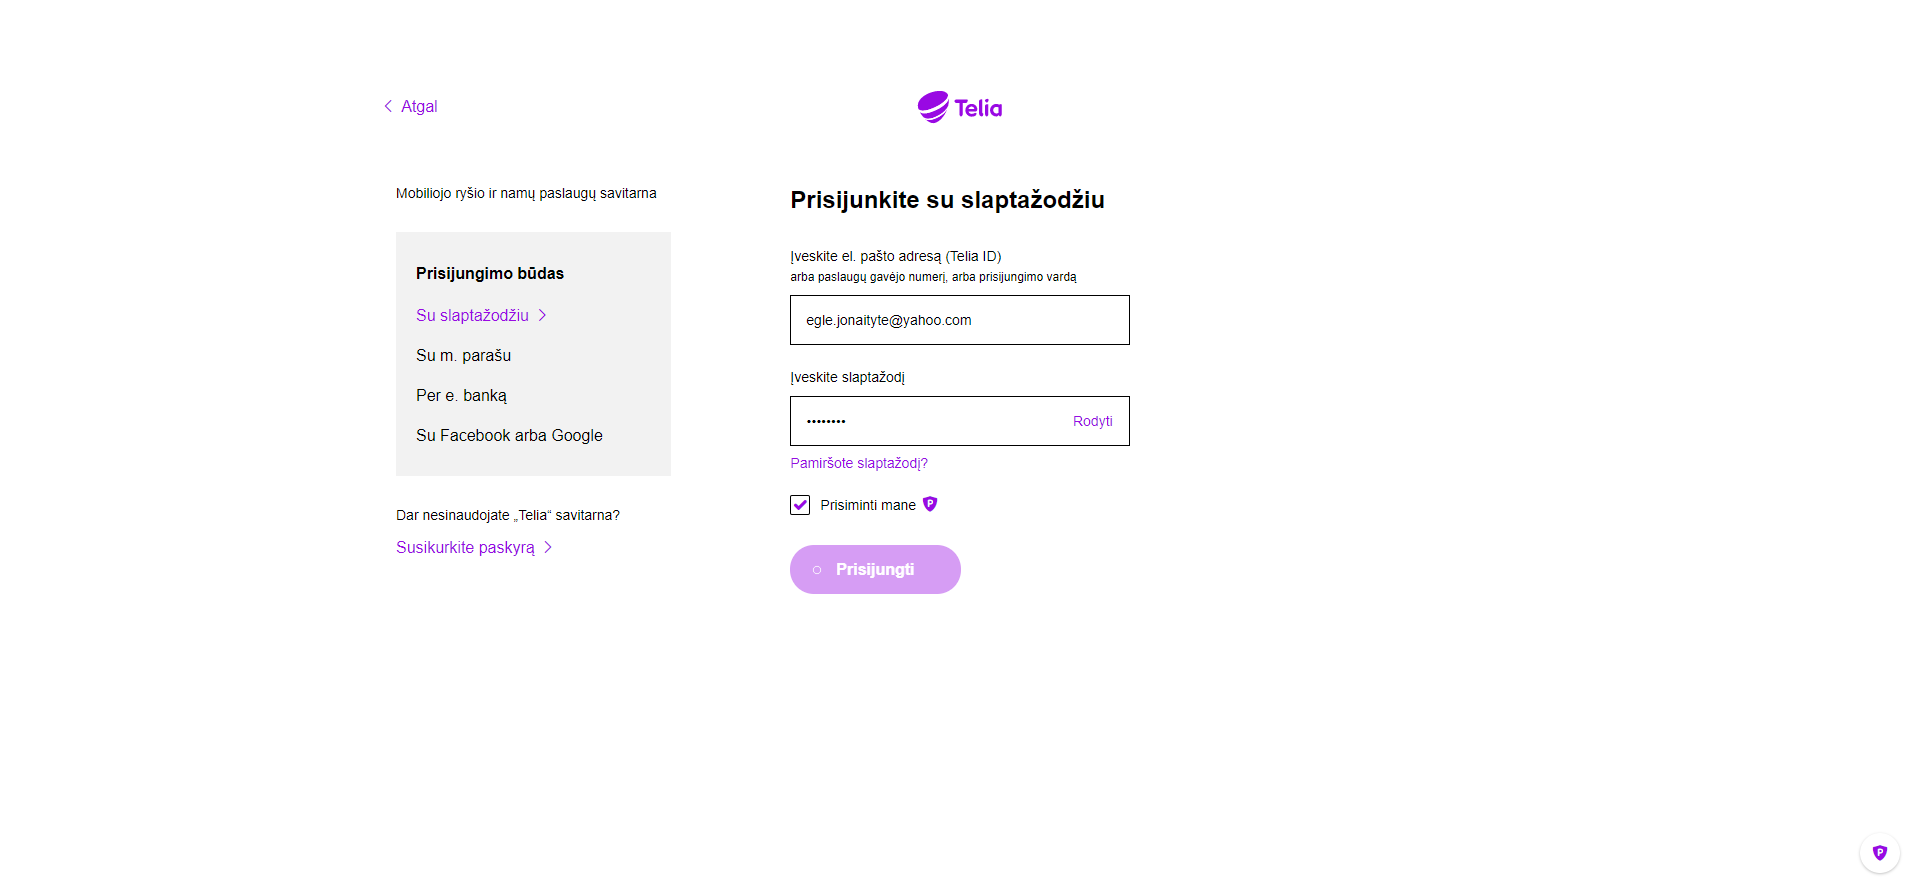 Atgal
Telia
Mobiliojo ryšio ir namų paslaugų savitarna
Prisijungimo būdas
Su slaptažodžiu
Su m. parašu
Per e. banką
Su Facebook arba Google
Dar nesinaudojate „Telia“ savitarna?
Susikurkite paskyrą
Prisijunkite su slaptažodžiu
Įveskite el. pašto adresą (Telia ID)
arba paslaugų gavėjo numerį, arba prisijungimo vardą
egle.jonaityte@yahoo.com
Įveskite slaptažodį
••••••••
Rodyti
Pamiršote slaptažodį?
Prisiminti mane
P
Prisijungti
P